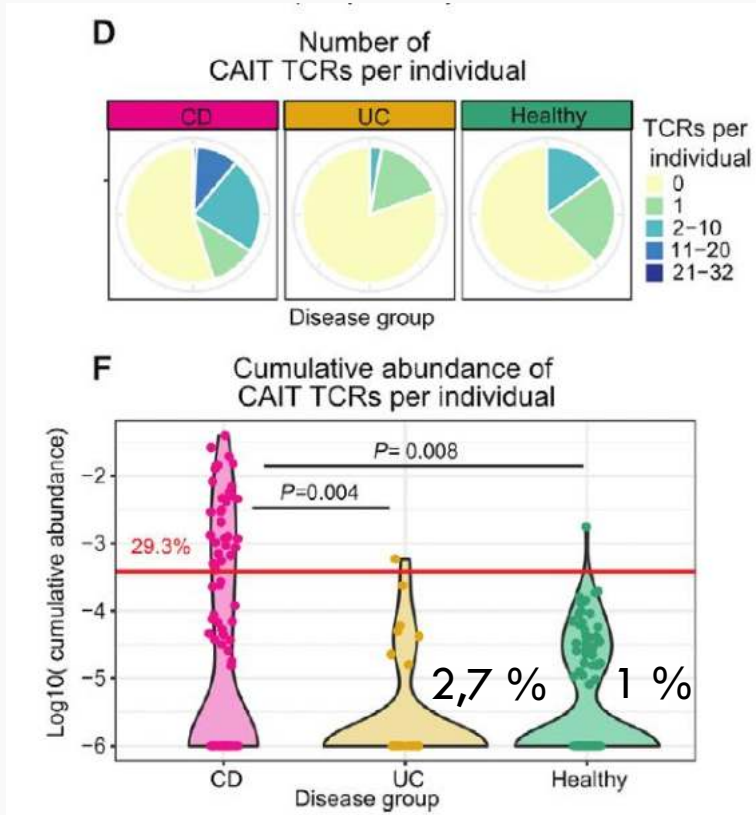 D
Number of
CAIT TCRs per individual
CD
UC
Healthy
TCRs per
individual
0
1
2−10
11−20
21−32
Disease group
F
Cumulative abundance of
CAIT TCRs per individual
Log10( cumulative abundance)
−2
−3
−4
−5
−6
P= 0.008
P=0.004
29.3%
2,7 %
1 %
CD
UC
Healthy
Disease group